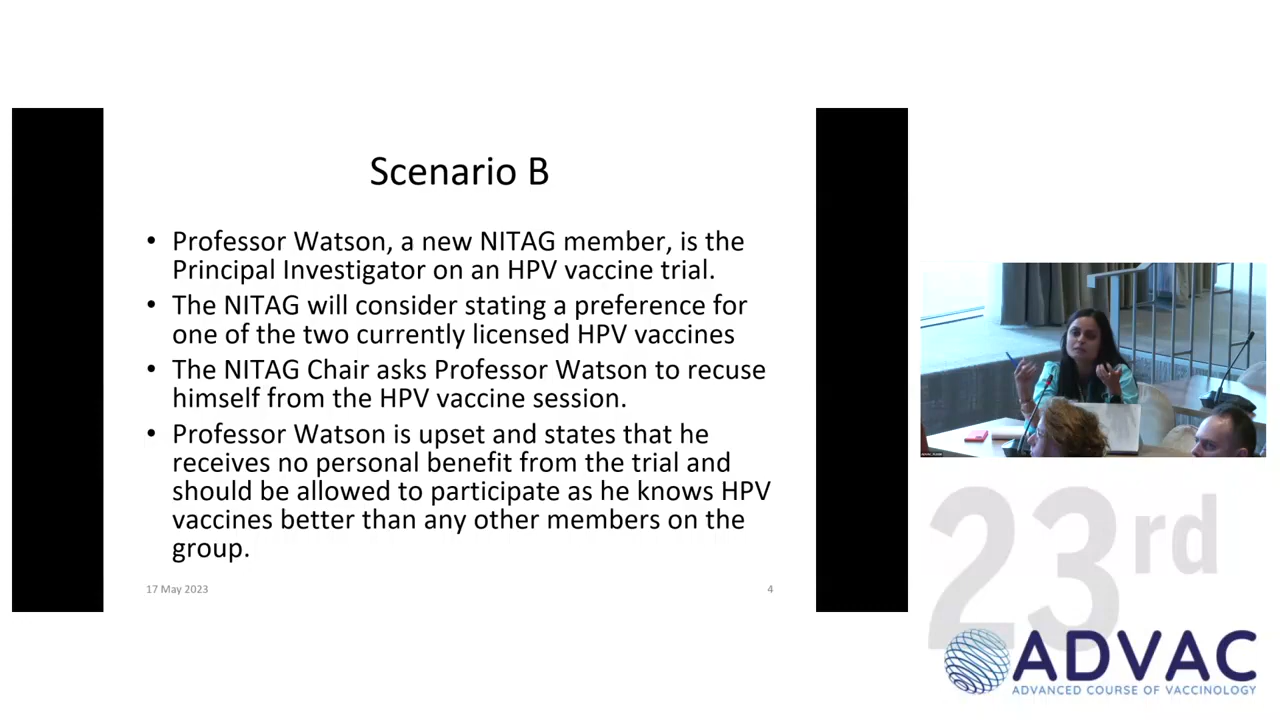 Scenario B
• Professor Watson, a new NITAG member, is the
Principal Investigator on an HPV vaccine trial.
• The NITAG will consider stating a preference for
one of the two currently licensed HPV vaccines
• The NITAG Chair asks Professor Watson to recuse
himself from the HPV vaccine session.
• Professor Watson is upset and states that he
receives no personal benefit from the trial and
should be allowed to participate as he knows HPV
vaccines better than any other members on the
group.
17 May 2023
4
23rd
ADVAC
ADVANCED COURSE OF VACCINOLOGY